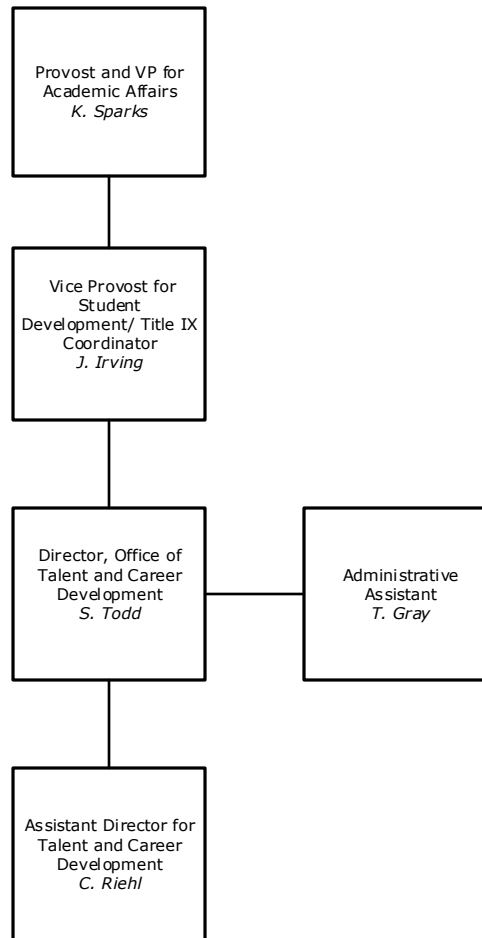 Provost and VP for
Academic Affairs
K. Sparks
Vice Provost for
Student
Development/ Title IX
Coordinator
J. Irving
Director, Office of
Talent and Career
Development
S. Todd
Administrative
Assistant
T. Gray
Assistant Director for
Talent and Career
Development
C. Riehl